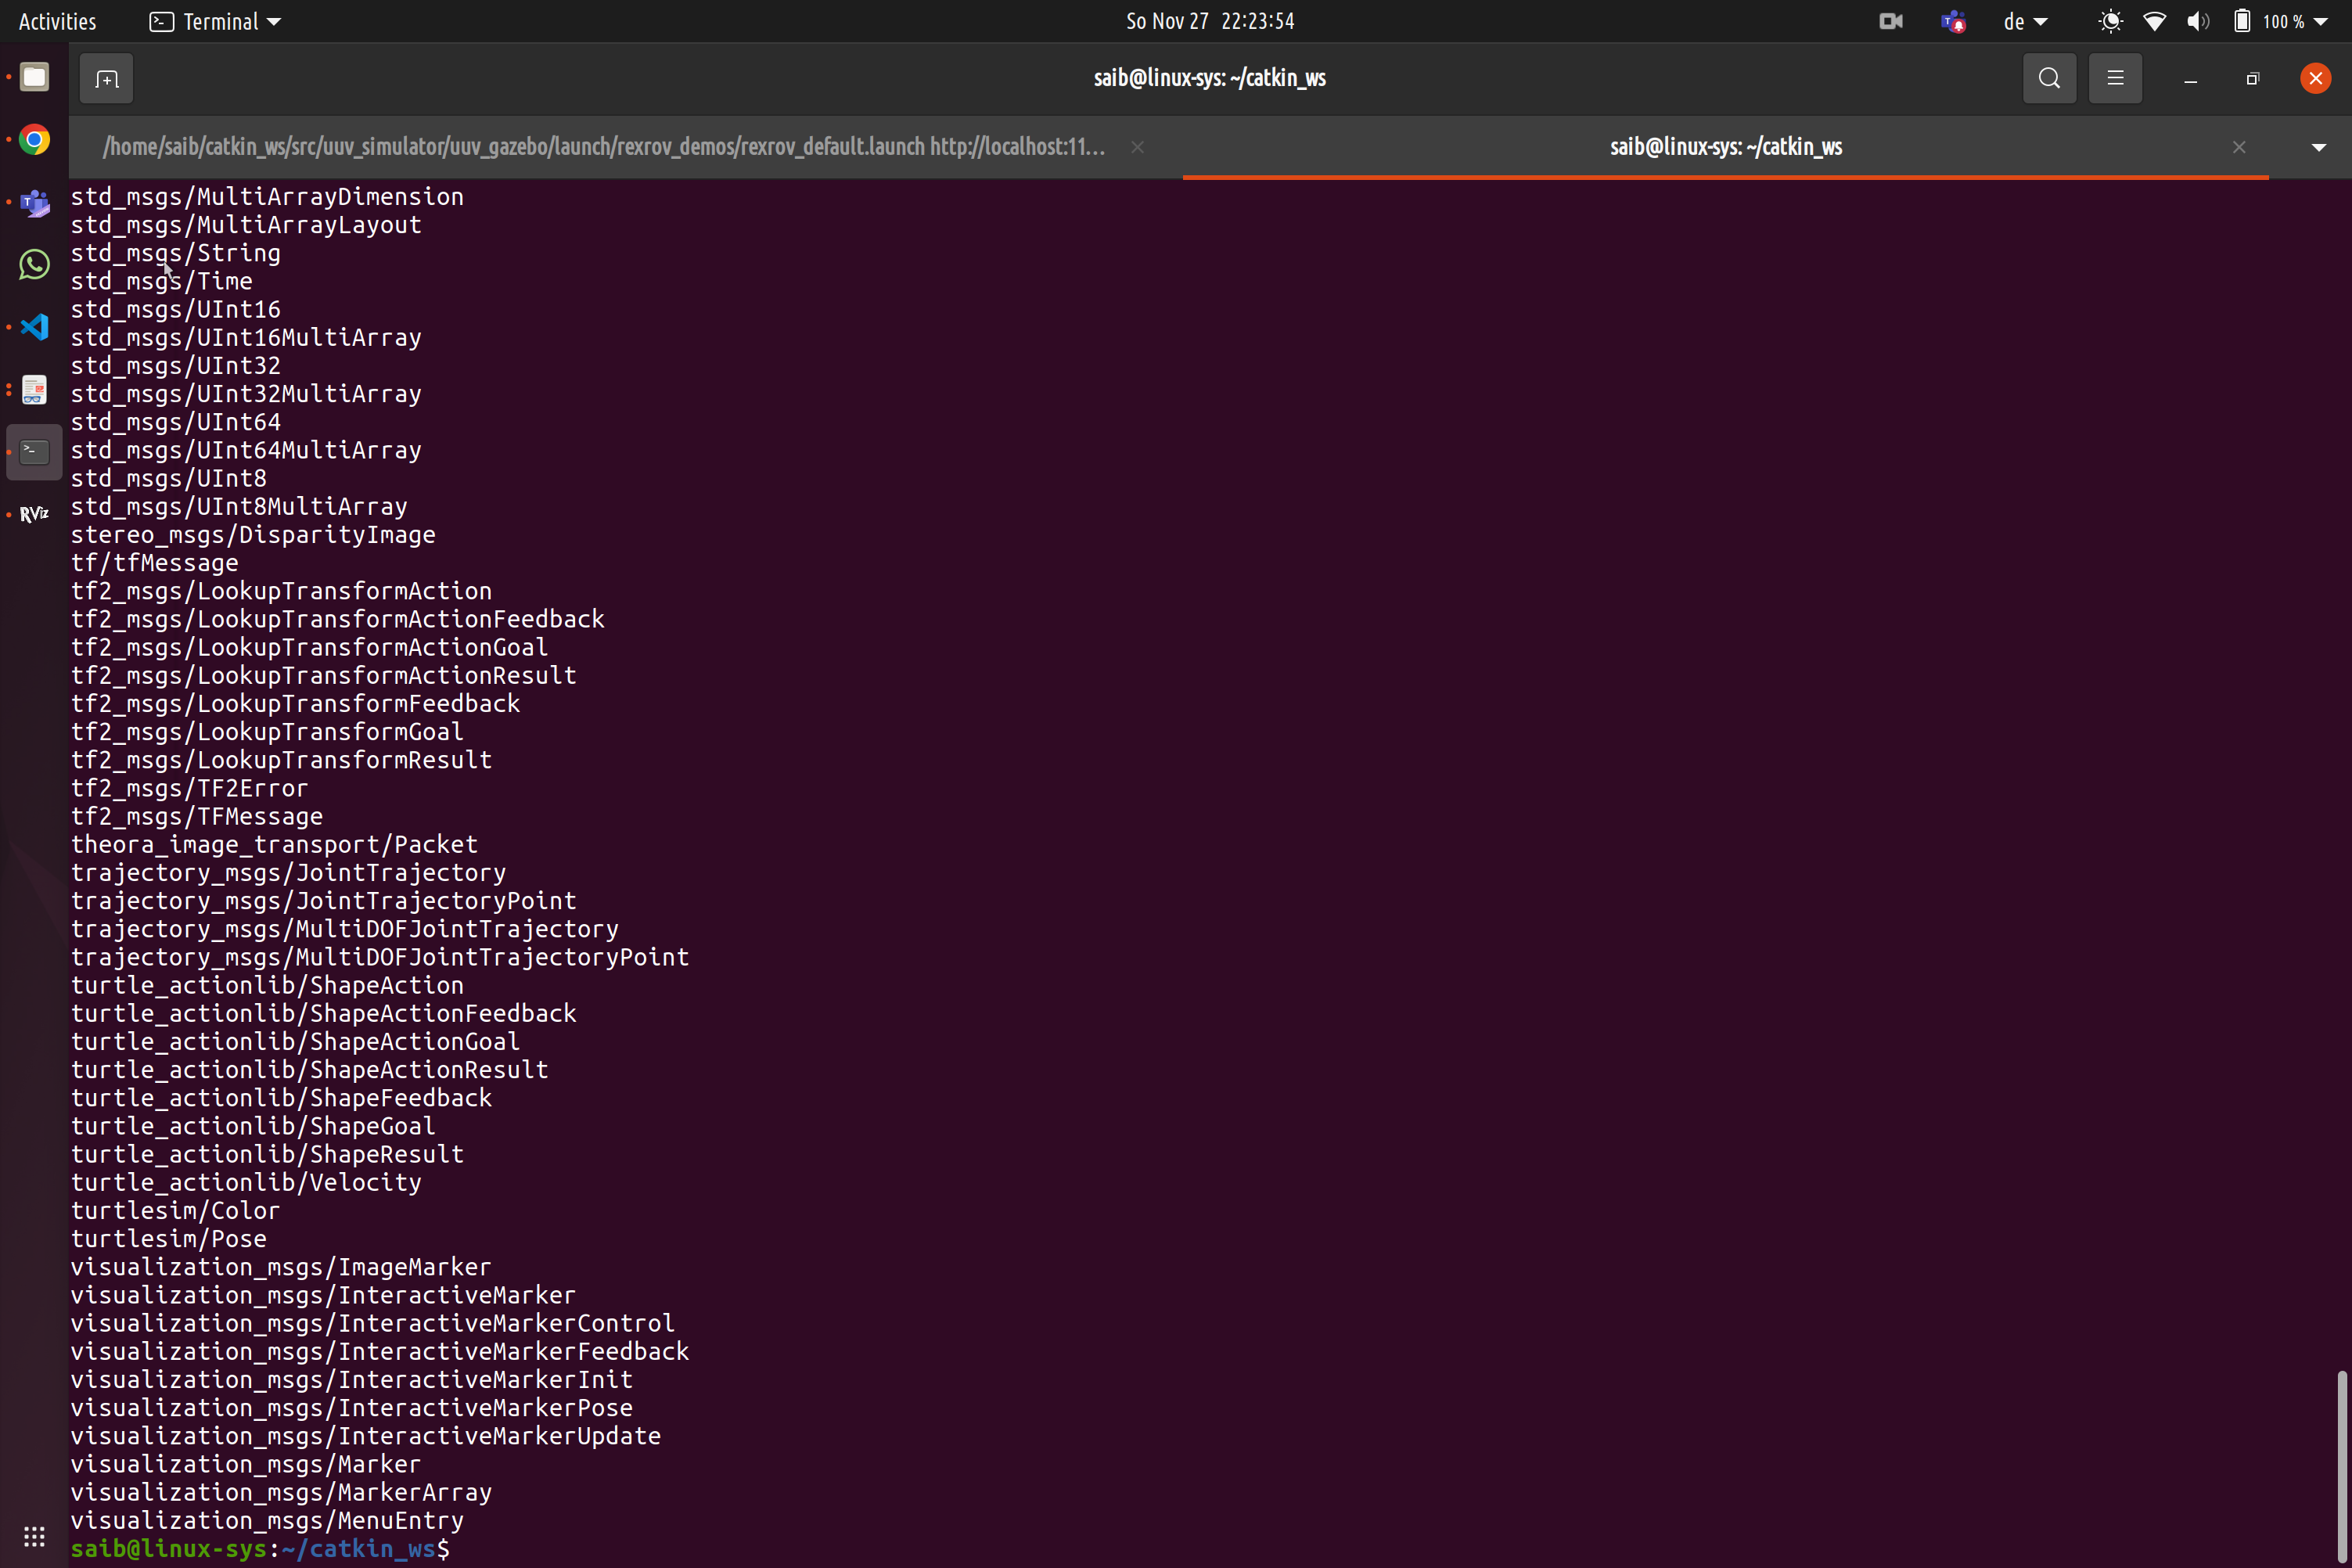 Activities Terminal So Nov 27 22:23:54 de 100 %
saib@linux-sys: ~/catkin_ws
/home/saib/catkin_ws/src/uuv_simulator/uuv_gazebo/launch/rexrov_demos/rexrov_default.launch http://localhost:11… saib@linux-sys: ~/catkin_ws
std_msgs/MultiArrayDimension
std_msgs/MultiArrayLayout
std_msgs/String
std_msgs/Time
std_msgs/UInt16
std_msgs/UInt16MultiArray
std_msgs/UInt32
std_msgs/UInt32MultiArray
std_msgs/UInt64
std_msgs/UInt64MultiArray
std_msgs/UInt8
std_msgs/UInt8MultiArray
stereo_msgs/DisparityImage
tf/tfMessage
tf2_msgs/LookupTransformAction
tf2_msgs/LookupTransformActionFeedback
tf2_msgs/LookupTransformActionGoal
tf2_msgs/LookupTransformActionResult
tf2_msgs/LookupTransformFeedback
tf2_msgs/LookupTransformGoal
tf2_msgs/LookupTransformResult
tf2_msgs/TF2Error
tf2_msgs/TFMessage
theora_image_transport/Packet
trajectory_msgs/JointTrajectory
trajectory_msgs/JointTrajectoryPoint
trajectory_msgs/MultiDOFJointTrajectory
trajectory_msgs/MultiDOFJointTrajectoryPoint
turtle_actionlib/ShapeAction
turtle_actionlib/ShapeActionFeedback
turtle_actionlib/ShapeActionGoal
turtle_actionlib/ShapeActionResult
turtle_actionlib/ShapeFeedback
turtle_actionlib/ShapeGoal
turtle_actionlib/ShapeResult
turtle_actionlib/Velocity
turtlesim/Color
turtlesim/Pose
visualization_msgs/ImageMarker
visualization_msgs/InteractiveMarker
visualization_msgs/InteractiveMarkerControl
visualization_msgs/InteractiveMarkerFeedback
visualization_msgs/InteractiveMarkerInit
visualization_msgs/InteractiveMarkerPose
visualization_msgs/InteractiveMarkerUpdate
visualization_msgs/Marker
visualization_msgs/MarkerArray
visualization_msgs/MenuEntry
saib@linux-sys:~/catkin_ws$
RViz